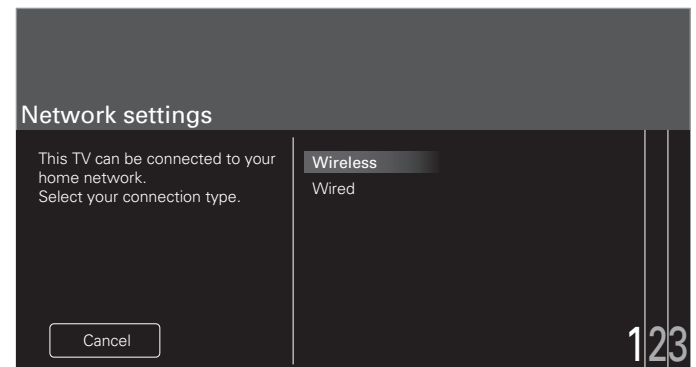 Network settings
This TV can be connected to your
home network.
Select your connection type.
Wireless
Wired
Cancel
123